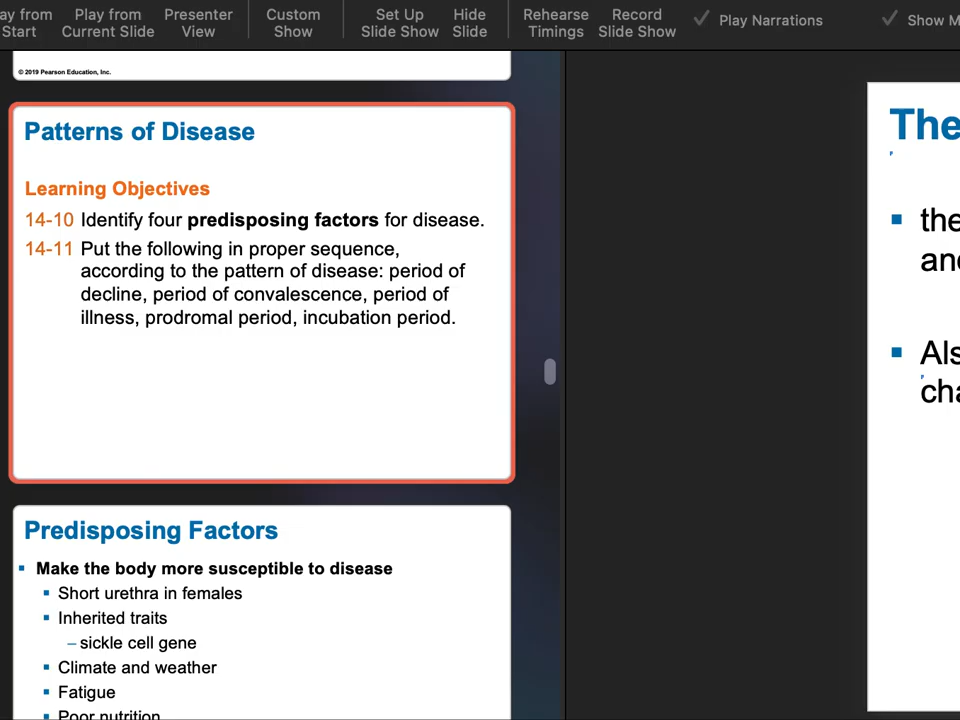 ay from Play from Presenter Custom Set Up Hide Rehearse Record Play Narrations Show M
Start Current Slide View Show Slide Show Slide Timings Slide Show
© 2019 Pearson Education, Inc.
Patterns of Disease
Learning Objectives
14-10 Identify four predisposing factors for disease.
14-11 Put the following in proper sequence,
according to the pattern of disease: period of
decline, period of convalescence, period of
illness, prodromal period, incubation period.
Predisposing Factors
▪ Make the body more susceptible to disease
▪ Short urethra in females
▪ Inherited traits
– sickle cell gene
▪ Climate and weather
▪ Fatigue
▪ Poor nutrition
The
▪ the
and
▪ Als
cha